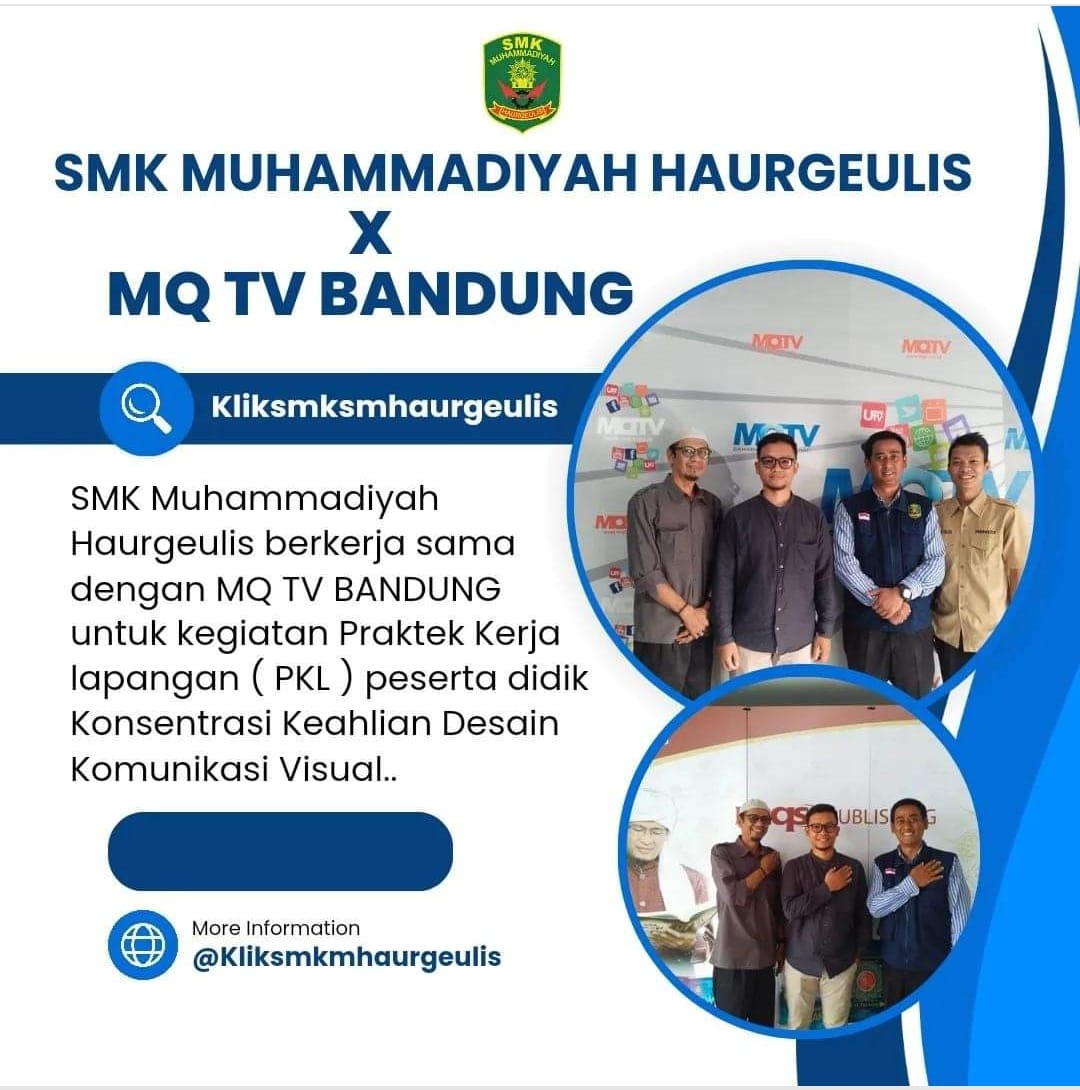 SMK
MUHAMMADIYAH
HAURGEULIS
SMK MUHAMMADIYAH HAURGEULIS
X
MQ TV BANDUNG
Kliksmksmhaurgeulis
SMK Muhammadiyah
Haurgeulis berkerja sama
dengan MQ TV BANDUNG
untuk kegiatan Praktek Kerja
lapangan ( PKL ) peserta didik
Konsentrasi Keahlian Desain
Komunikasi Visual..
More Information
@Kliksmkmhaurgeulis
MQTV
MQTV
MQTV
MQTV